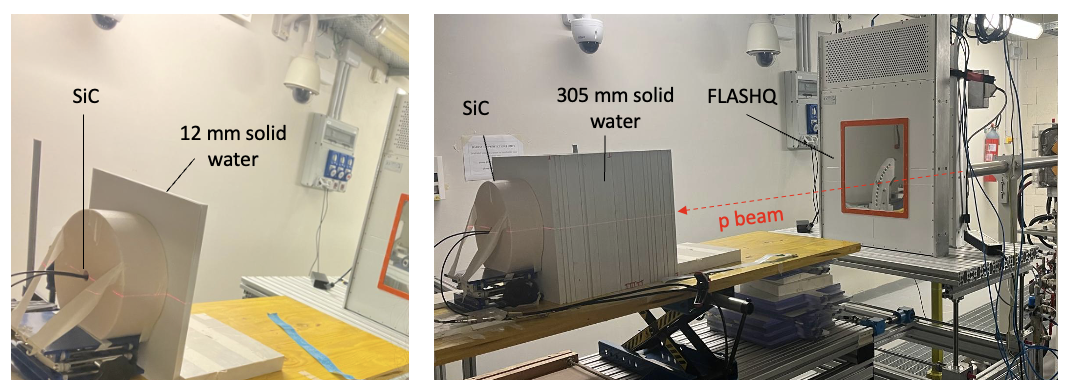 SiC
12 mm solid
water
SiC
305 mm solid
water
FLASHQ
p beam